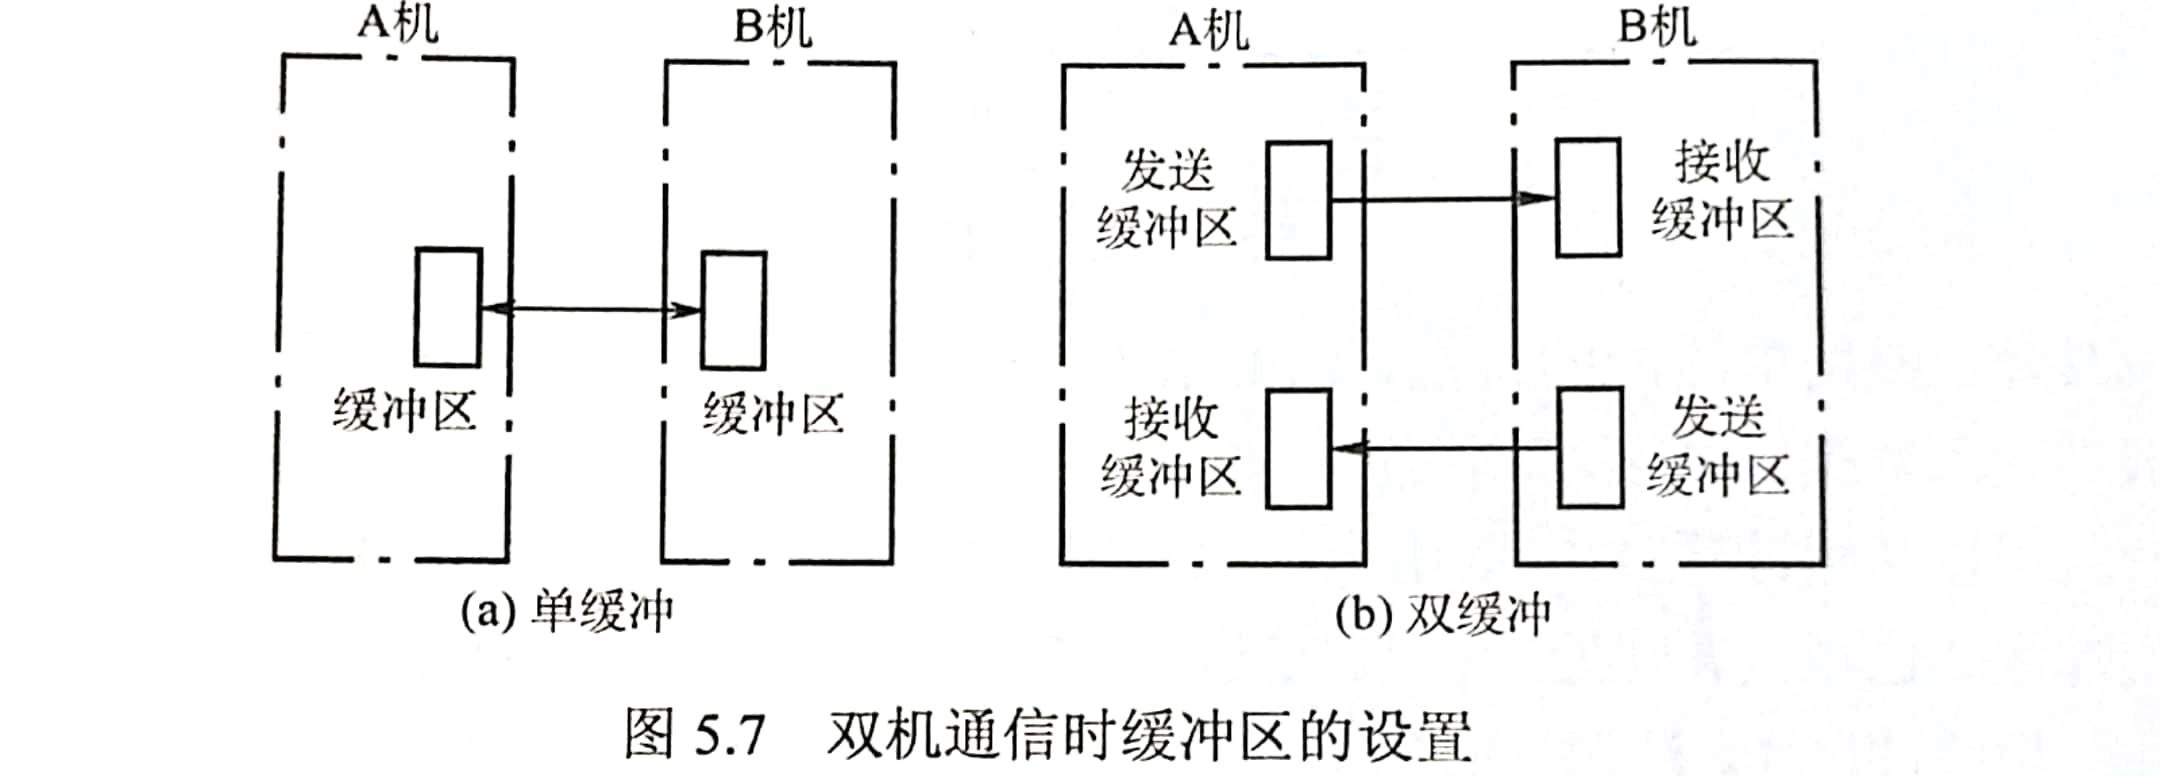 A机
B机
缓冲区
缓冲区
(a) 单缓冲
A机
B机
发送
缓冲区
接收
缓冲区
接收
缓冲区
发送
缓冲区
(b) 双缓冲
图 5.7 双机通信时缓冲区的设置